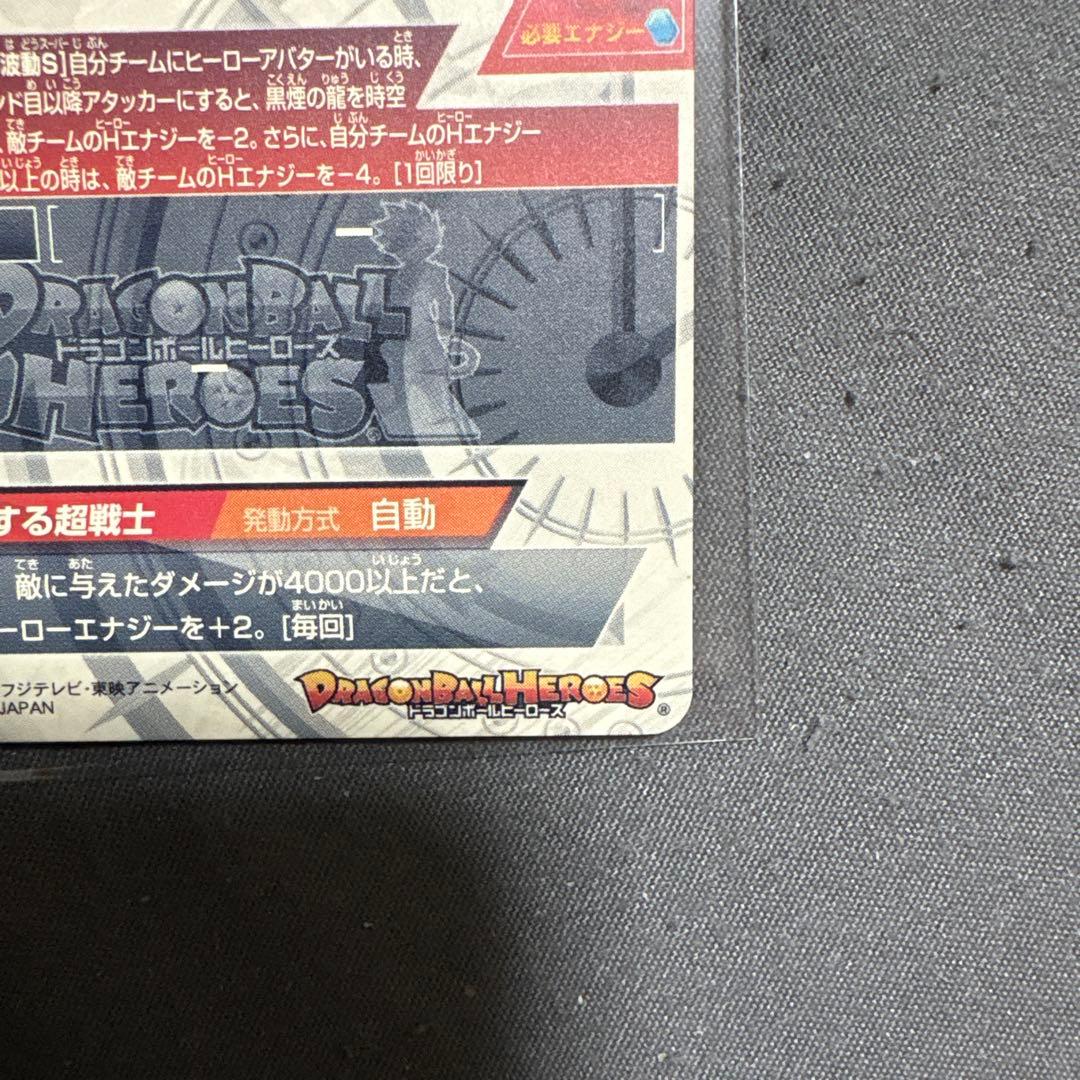 必要エナジー
波動S]自分チームにヒーローアバターがいる時、
ンド目以降アタッカーにすると、黒煙の龍を時空
敵チームのHエナジーを−2。さらに、自分チームのHエナジー
以上の時は、敵チームのHエナジーを−4。[1回限り]
DRAGONBALL
ドラゴンボールヒーローズ
HEROES
する超戦士 発動方式 自動
敵に与えたダメージが4000以上だと、
ーローエナジーを+2。[毎回]
フジテレビ・東映アニメーション
JAPAN
DRAGONBALL HEROES
ドラゴンボールヒーローズ
®